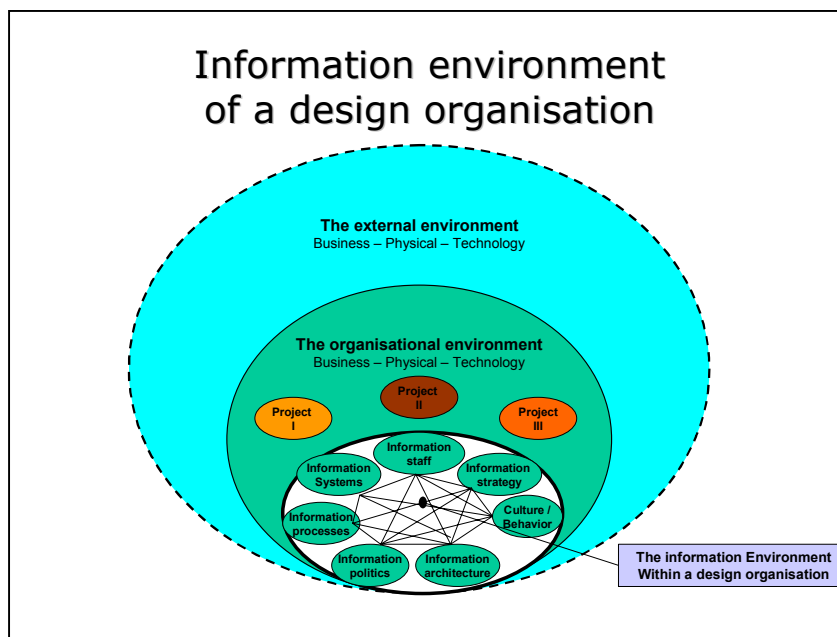 Information environment
of a design organisation
The external environment
Business – Physical – Technology
The organisational environment
Business – Physical – Technology
Project
I
Project
II
Project
III
Information
staff
Information
Systems
Information
strategy
Information
processes
Culture /
Behavior
Information
politics
Information
architecture
The information Environment
Within a design organisation